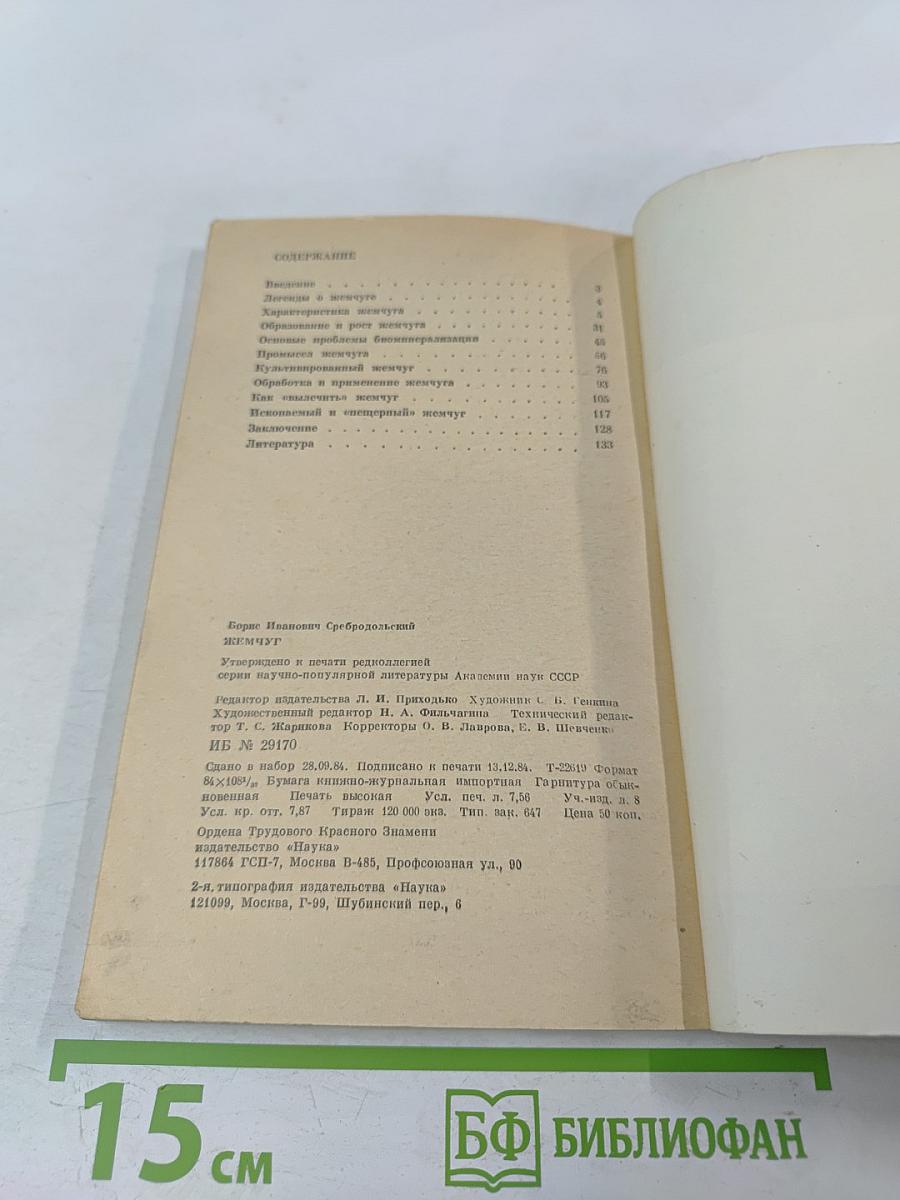 СОДЕРЖАНИЕ
Введение . . . . . . . . . . . . . . . 3
Легенды о жемчуге . . . . . . . . . . . . 4
Характеристика жемчуга . . . . . . . . . . 5
Образование и рост жемчуга . . . . . . . . . 31
Основые проблемы биоминерализации . . . . . . 48
Промысел жемчуга . . . . . . . . . . . . 66
Культивированный жемчуг . . . . . . . . . . 76
Обработка и применение жемчуга . . . . . . . . 93
Как «вылечить» жемчуг . . . . . . . . . . . 105
Ископаемый и «пещерный» жемчуг . . . . . . . 117
Заключение . . . . . . . . . . . . . . . 128
Литература . . . . . . . . . . . . . . . 133
Борис Иванович Сребродольский
ЖЕМЧУГ
Утверждено к печати редколлегией
серии научно-популярной литературы Академии наук СССР
Редактор издательства Л. И. Приходько Художник С. Б. Генкина
Художественный редактор Н. А. Фильчагина Технический редак-
тор Т. С. Жарикова Корректоры О. В. Лаврова, Е. В. Шевченко
ИБ № 29170
Сдано в набор 28.09.84. Подписано к печати 13.12.84. Т-22619 Формат
84×108¹/₃₂ Бумага книжно-журнальная импортная Гарнитура обык-
новенная Печать высокая Усл. печ. л. 7,56 Уч.-изд. л. 8
Усл. кр. отт. 7,87 Тираж 120 000 экз. Тип. зак. 647 Цена 50 коп.
Ордена Трудового Красного Знамени
издательство «Наука»
117864 ГСП-7, Москва В-485, Профсоюзная ул., 90
2-я типография издательства «Наука»
121099, Москва, Г-99, Шубинский пер., 6
15 см
БФ БИБЛИОФАН